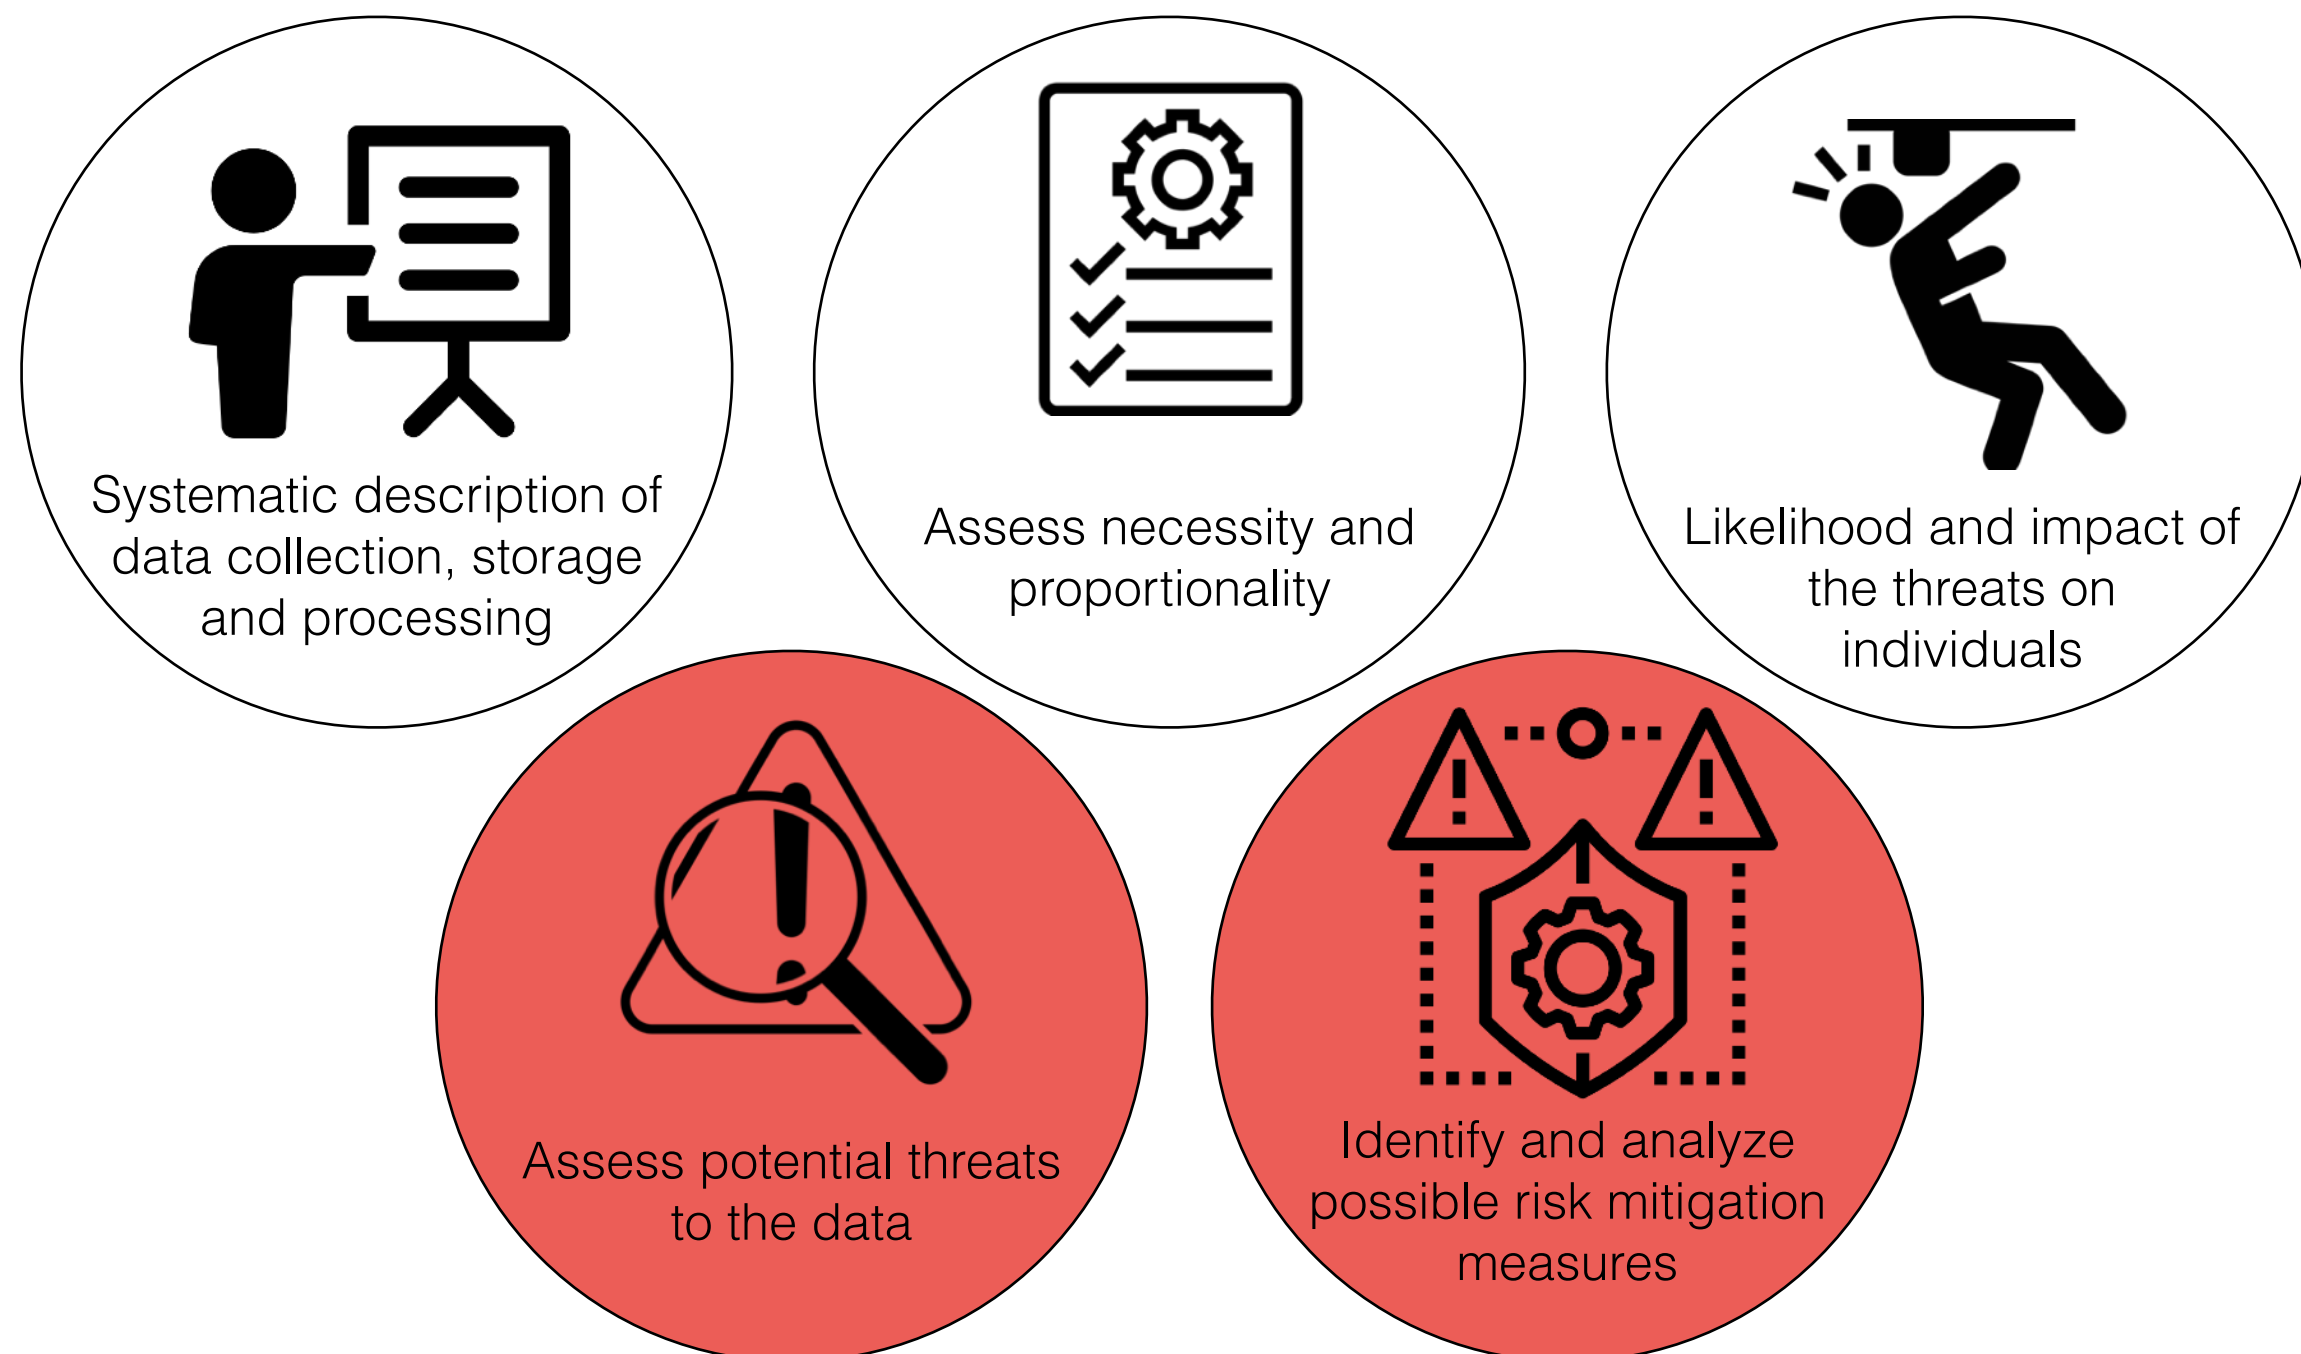 Systematic description of
data collection, storage
and processing
Assess necessity and
proportionality
Likelihood and impact of
the threats on
individuals
Assess potential threats
to the data
Identify and analyze
possible risk mitigation
measures